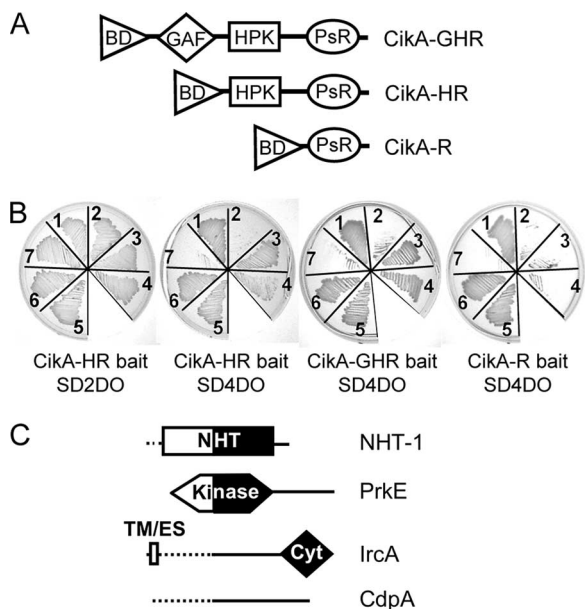 A
BD GAF HPK PsR CikA-GHR
BD HPK PsR CikA-HR
BD PsR CikA-R
B
1 2 3 4 5 6 7
1 2 3 4 5 6 7
1 2 3 4 5 6 7
1 2 3 4 5 6 7
CikA-HR bait CikA-HR bait CikA-GHR bait CikA-R bait
SD2DO SD4DO SD4DO SD4DO
C
NHT NHT-1
Kinase PrkE
TM/ES
Cyt IrcA
CdpA